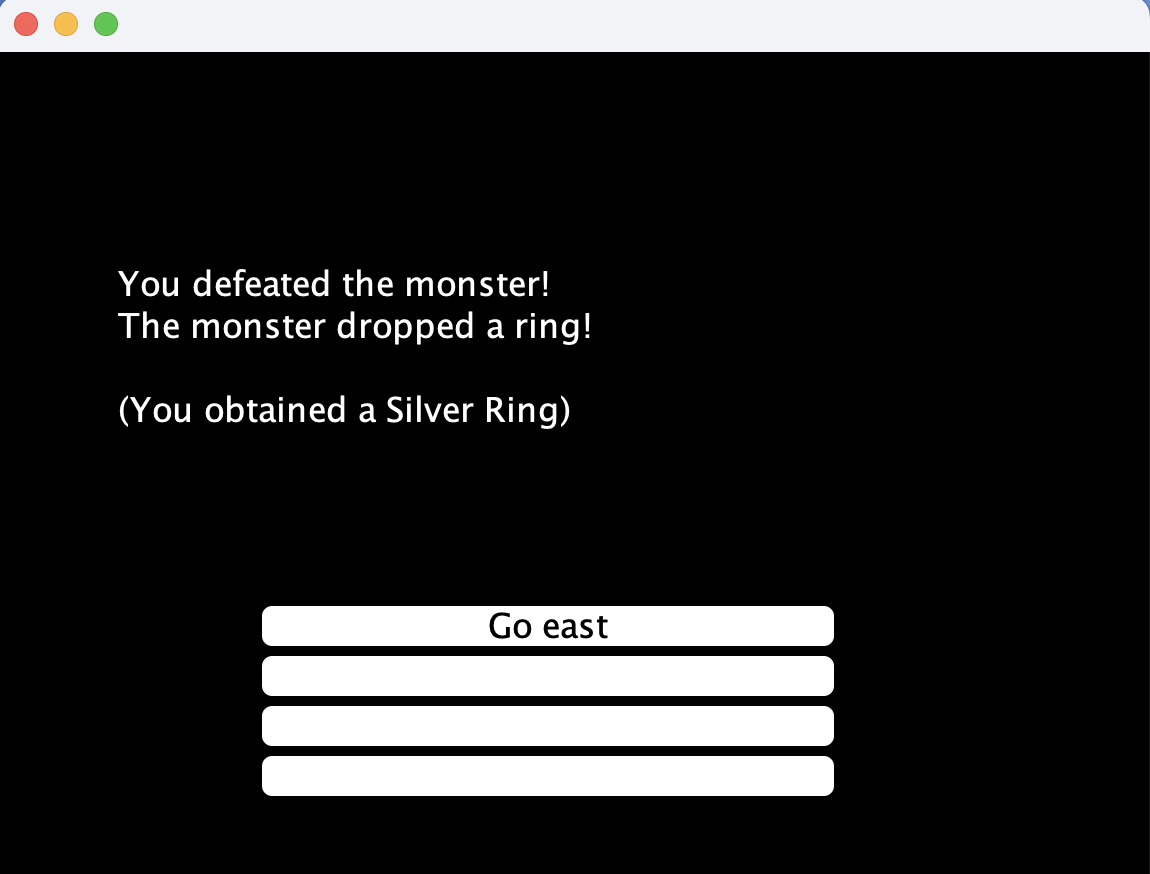 You defeated the monster!
The monster dropped a ring!
(You obtained a Silver Ring)
Go east